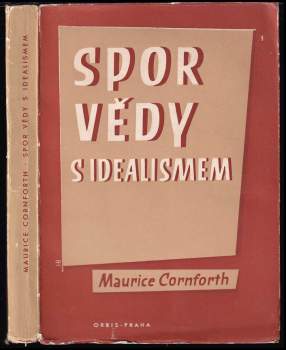 MAURICE CORNFORTH - SPOR VĚDY S IDEALISMEM
SPOR
VĚDY
S IDEALISMEM
Maurice Cornforth
ORBIS-PRAHA